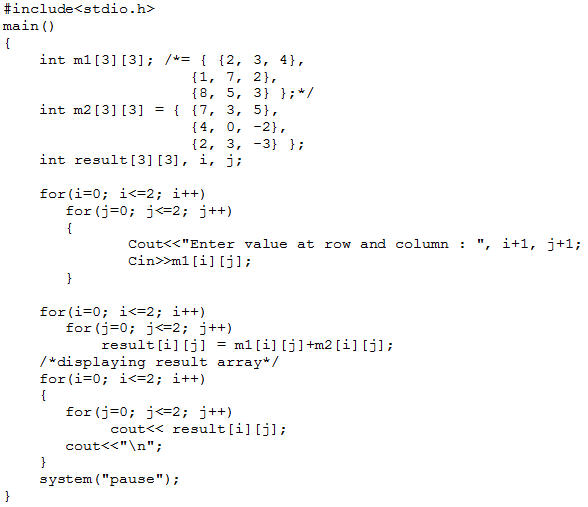 #include<stdio.h>
main()
{
    int m1[3][3]; /*= { {2, 3, 4},
                     {1, 7, 2},
                     {8, 5, 3} };*/
    int m2[3][3] = { {7, 3, 5},
                     {4, 0, -2},
                     {2, 3, -3} };
    int result[3][3], i, j;

    for(i=0; i<=2; i++)
       for(j=0; j<=2; j++)
       {
              Cout<<"Enter value at row and column : ", i+1, j+1;
              Cin>>m1[i][j];
       }

    for(i=0; i<=2; i++)
       for(j=0; j<=2; j++)
           result[i][j] = m1[i][j]+m2[i][j];
    /*displaying result array*/
    for(i=0; i<=2; i++)
    {
       for(j=0; j<=2; j++)
            cout<< result[i][j];
       cout<<"\n";
    }
    system("pause");
}